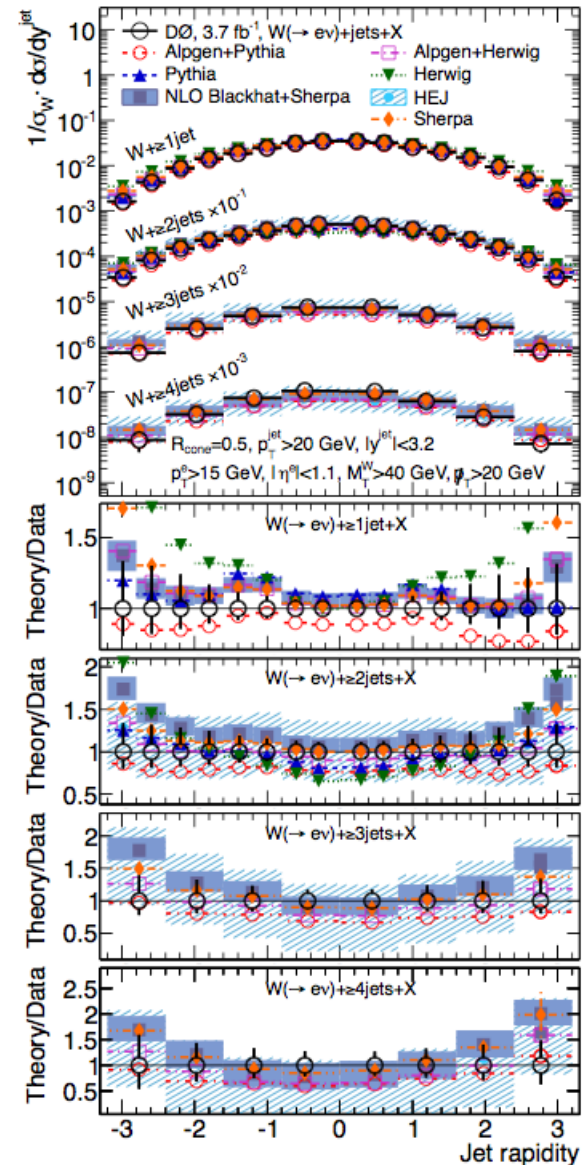 1/σ_W · dσ/dy^jet
10
1
10⁻¹
10⁻²
10⁻³
10⁻⁴
10⁻⁵
10⁻⁶
10⁻⁷
10⁻⁸
10⁻⁹
DØ, 3.7 fb⁻¹, W(→ eν)+jets+X
Alpgen+Pythia Alpgen+Herwig
Pythia Herwig
NLO Blackhat+Sherpa HEJ
Sherpa
W+≥1jet
W+≥2jets ×10⁻¹
W+≥3jets ×10⁻²
W+≥4jets ×10⁻³
R_cone=0.5, p_T^jet>20 GeV, |y^jet|<3.2
p_T^e>15 GeV, |η^e|<1.1, M_T^W>40 GeV, p̸_T>20 GeV
Theory/Data
1.5
1
W(→ eν)+≥1jet+X
Theory/Data
2
1.5
1
0.5
W(→ eν)+≥2jets+X
Theory/Data
2
1.5
1
0.5
W(→ eν)+≥3jets+X
Theory/Data
2.5
2
1.5
1
0.5
W(→ eν)+≥4jets+X
-3 -2 -1 0 1 2 3
Jet rapidity